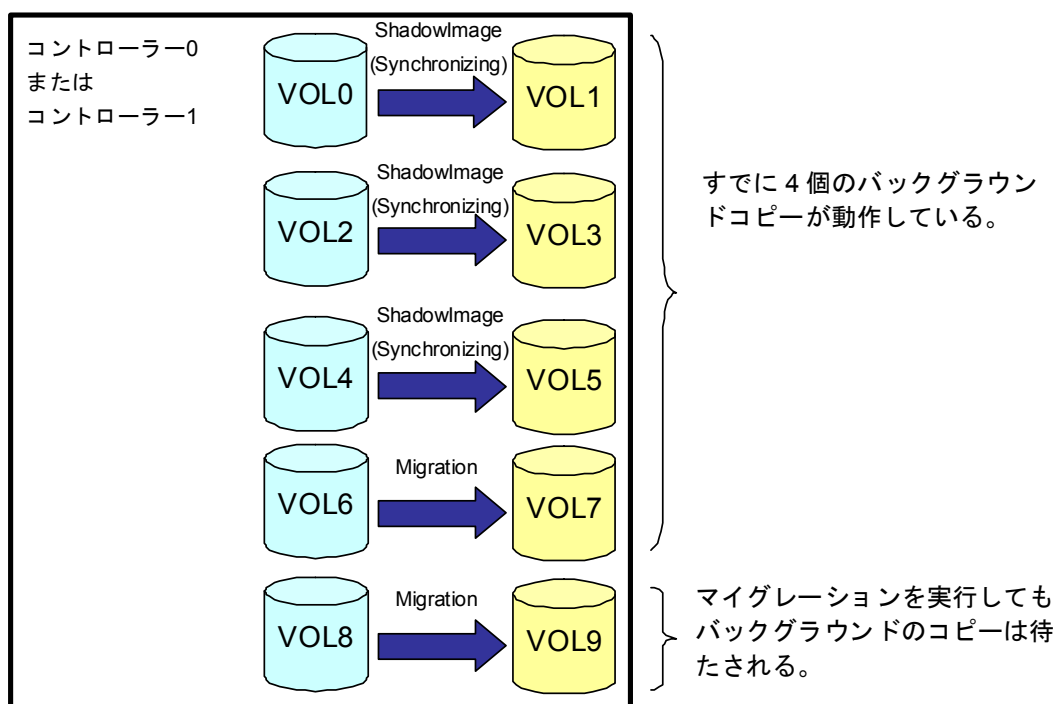 コントローラー0
または
コントローラー1
ShadowImage
(Synchronizing)
VOL0
VOL1
ShadowImage
(Synchronizing)
VOL2
VOL3
ShadowImage
(Synchronizing)
VOL4
VOL5
Migration
VOL6
VOL7
すでに4個のバックグラウン
ドコピーが動作している。
Migration
VOL8
VOL9
マイグレーションを実行しても
バックグラウンドのコピーは待
たされる。